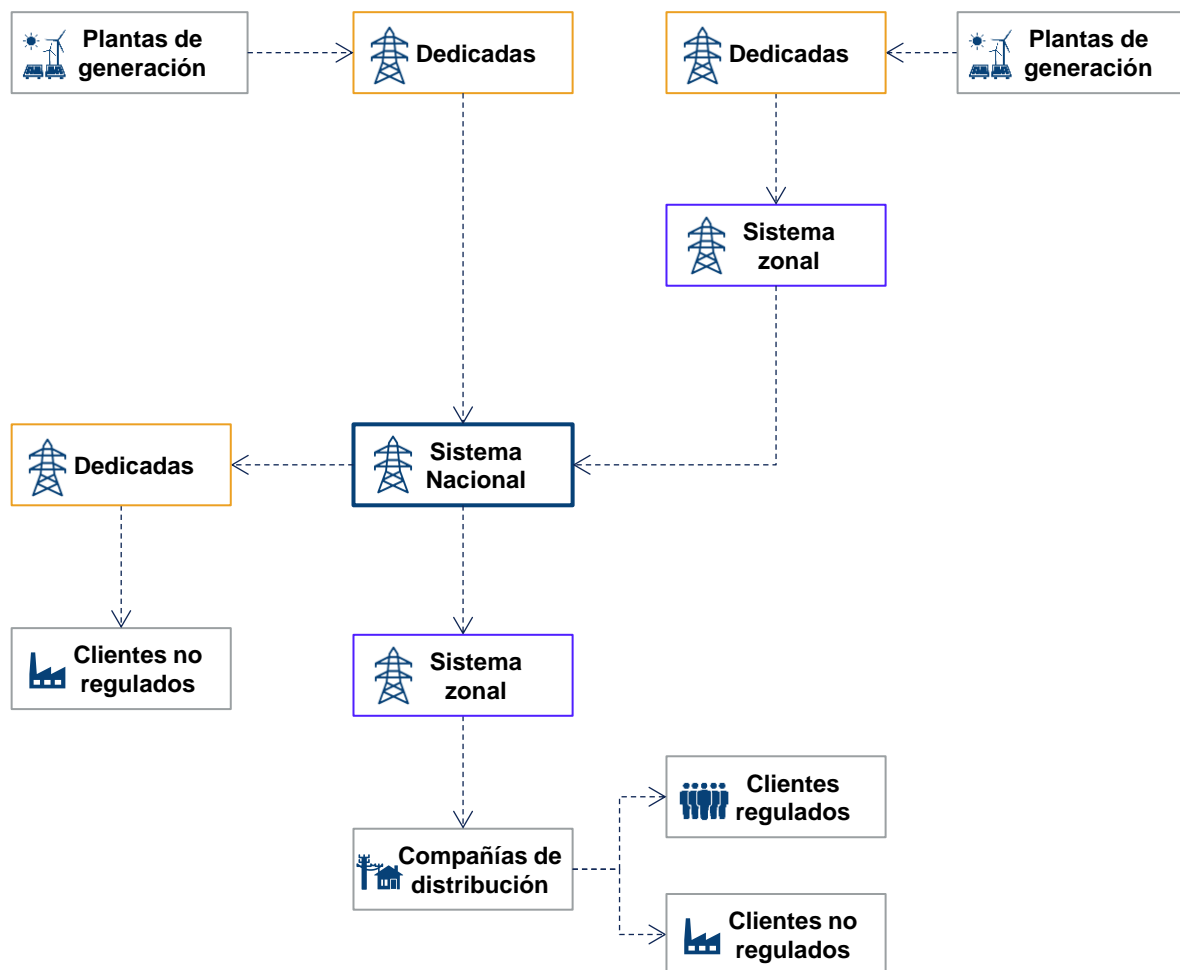 Plantas de
generación
Dedicadas
Dedicadas
Plantas de
generación
Sistema
zonal
Dedicadas
Sistema
Nacional
Clientes no
regulados
Sistema
zonal
Clientes
regulados
Compañías de
distribución
Clientes no
regulados